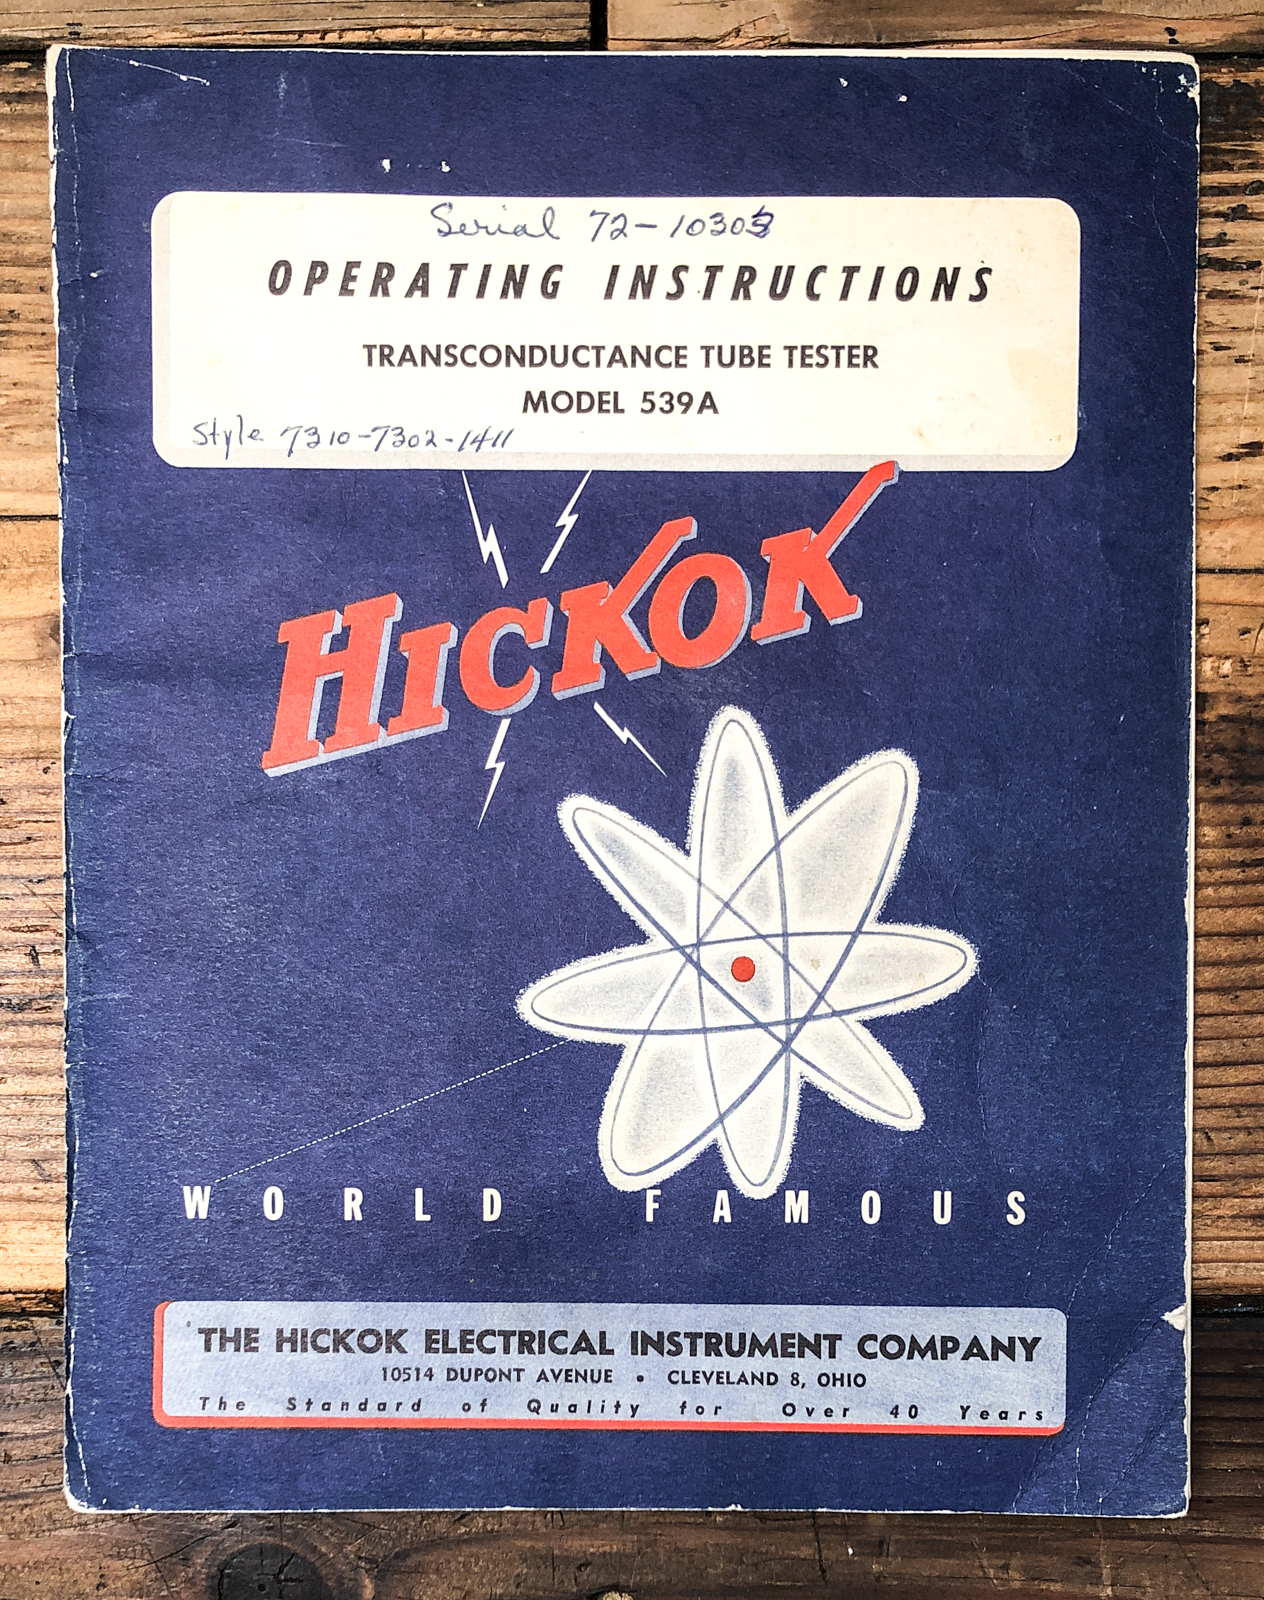 Serial 72-10303
OPERATING INSTRUCTIONS
TRANSCONDUCTANCE TUBE TESTER
MODEL 539A
Style 7310-7302-1411
HICKOK
WORLD FAMOUS
THE HICKOK ELECTRICAL INSTRUMENT COMPANY
10514 DUPONT AVENUE • CLEVELAND 8, OHIO
The Standard of Quality for Over 40 Years